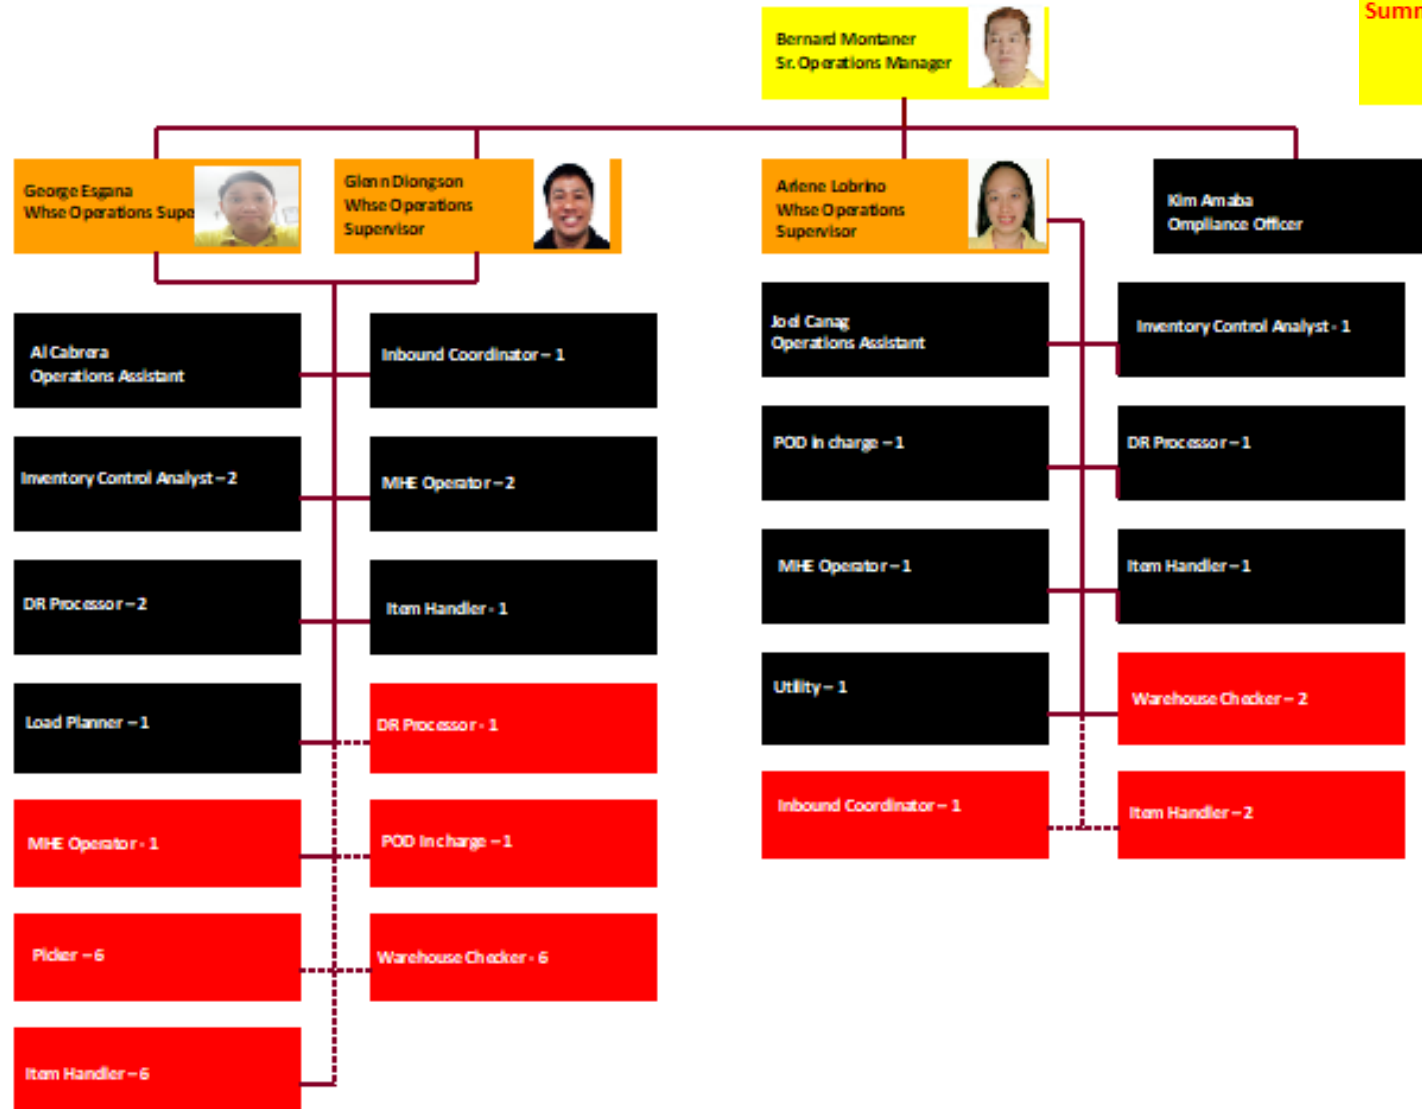 Summ
Bernard Montaner
Sr. Operations Manager
George Esgana
Whse Operations Supe
Glenn Diongson
Whse Operations
Supervisor
Arlene Lobrino
Whse Operations
Supervisor
Kim Amaba
Ompliance Officer
Al Cabrera
Operations Assistant
Inbound Coordinator – 1
Inventory Control Analyst – 2
MHE Operator – 2
DR Processor – 2
Item Handler - 1
Load Planner – 1
DR Processor - 1
MHE Operator - 1
POD In charge – 1
Picker – 6
Warehouse Checker - 6
Item Handler – 6
Joel Canag
Operations Assistant
Inventory Control Analyst - 1
POD in charge – 1
DR Processor – 1
MHE Operator – 1
Item Handler – 1
Utility – 1
Warehouse Checker – 2
Inbound Coordinator – 1
Item Handler – 2